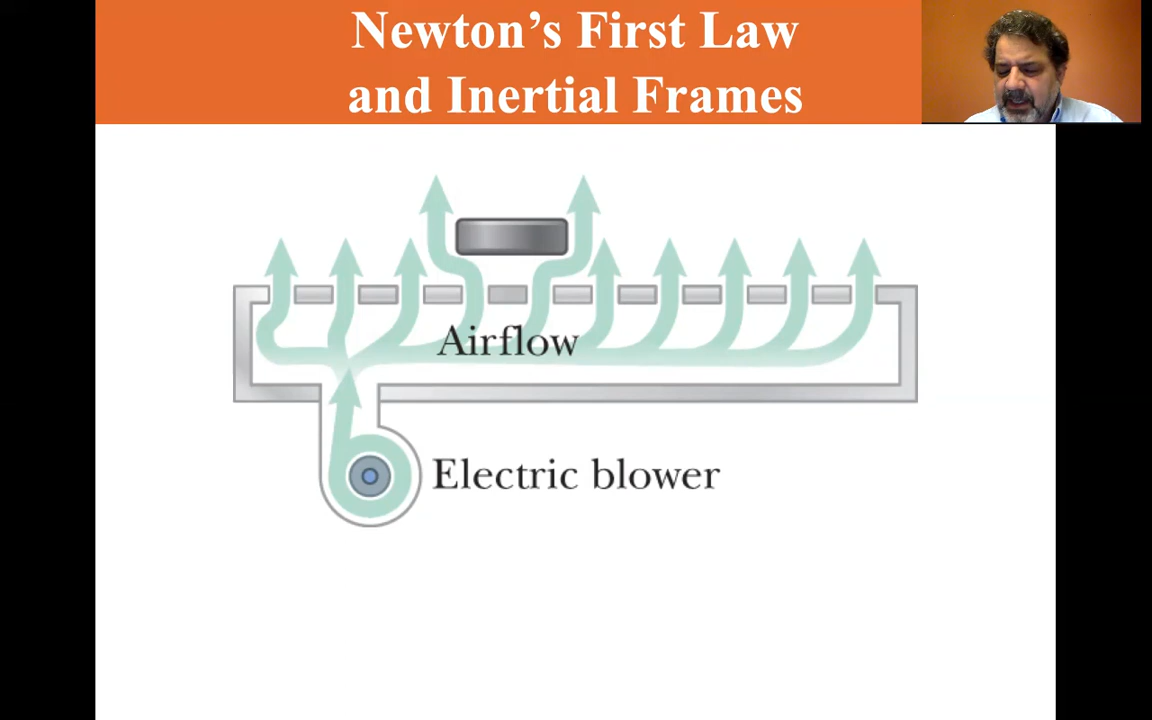 Newton’s First Law
and Inertial Frames
Airflow
Electric blower